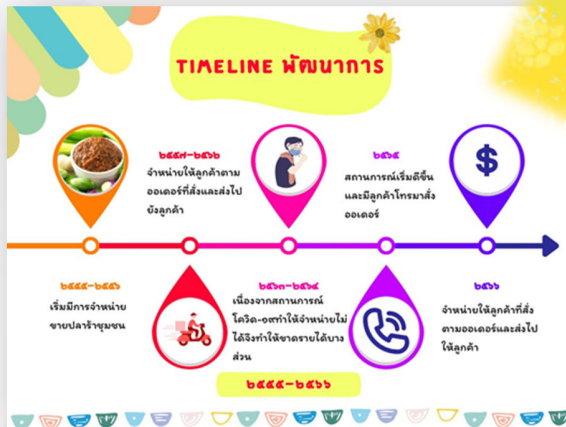 TIMELINE พัฒนาการ
๒๕๕๗-๒๕๖๒
จำหน่ายให้ลูกค้าตาม
ออเดอร์ที่สั่งและส่งไป
ยังลูกค้า
๒๕๖๕
สถานการณ์เริ่มดีขึ้น
และมีลูกค้าโทรมาสั่ง
ออเดอร์
$
๒๕๕๕-๒๕๕๖
เริ่มมีการจำหน่าย
ขายปลาร้าชุมชน
๒๕๖๓-๒๕๖๔
เนื่องจากสถานการณ์
โควิด-๑๙ทำให้จำหน่ายไม่
ได้จึงทำให้ขาดรายได้บาง
ส่วน
๒๕๖๖
จำหน่ายให้ลูกค้าที่สั่ง
ตามออเดอร์และส่งไป
ให้ลูกค้า
๒๕๕๕-๒๕๖๖